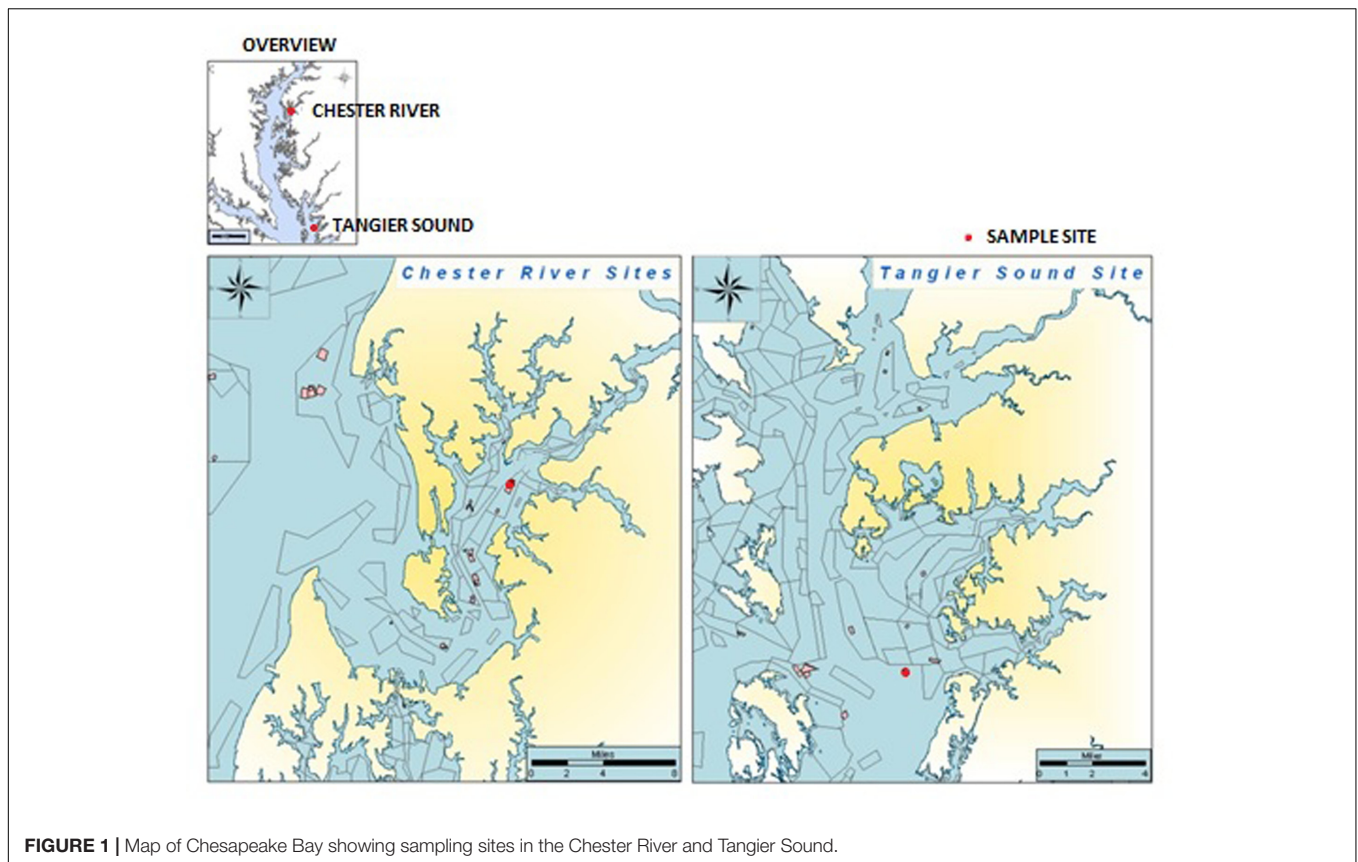 OVERVIEW
CHESTER RIVER
TANGIER SOUND
SAMPLE SITE
Chester River Sites
Tangier Sound Site
Miles
0 2 4 8
Miles
0 1 2 4
FIGURE 1 | Map of Chesapeake Bay showing sampling sites in the Chester River and Tangier Sound.